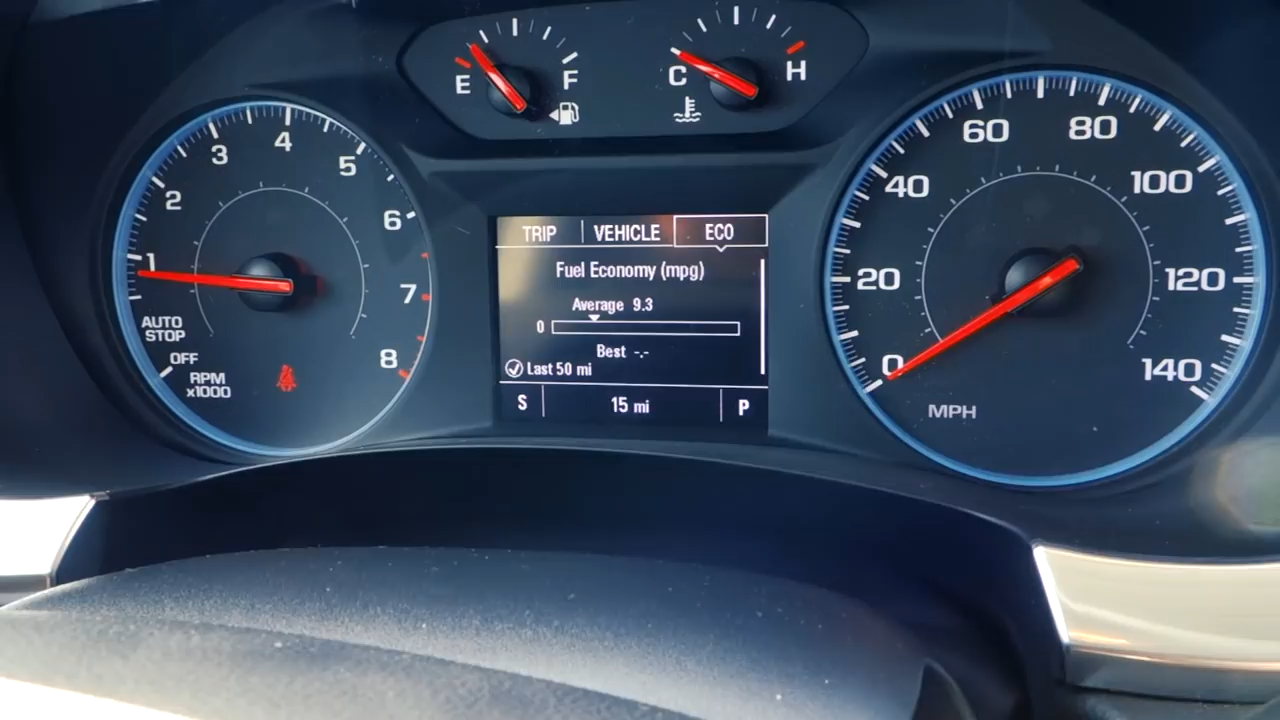 E F
C H
1 2 3 4 5 6 7 8
AUTO
STOP
OFF
RPM
x1000
TRIP VEHICLE ECO
Fuel Economy (mpg)
Average 9.3
0
Best -.-
Last 50 mi
S 15 mi P
0 20 40 60 80 100 120 140
MPH